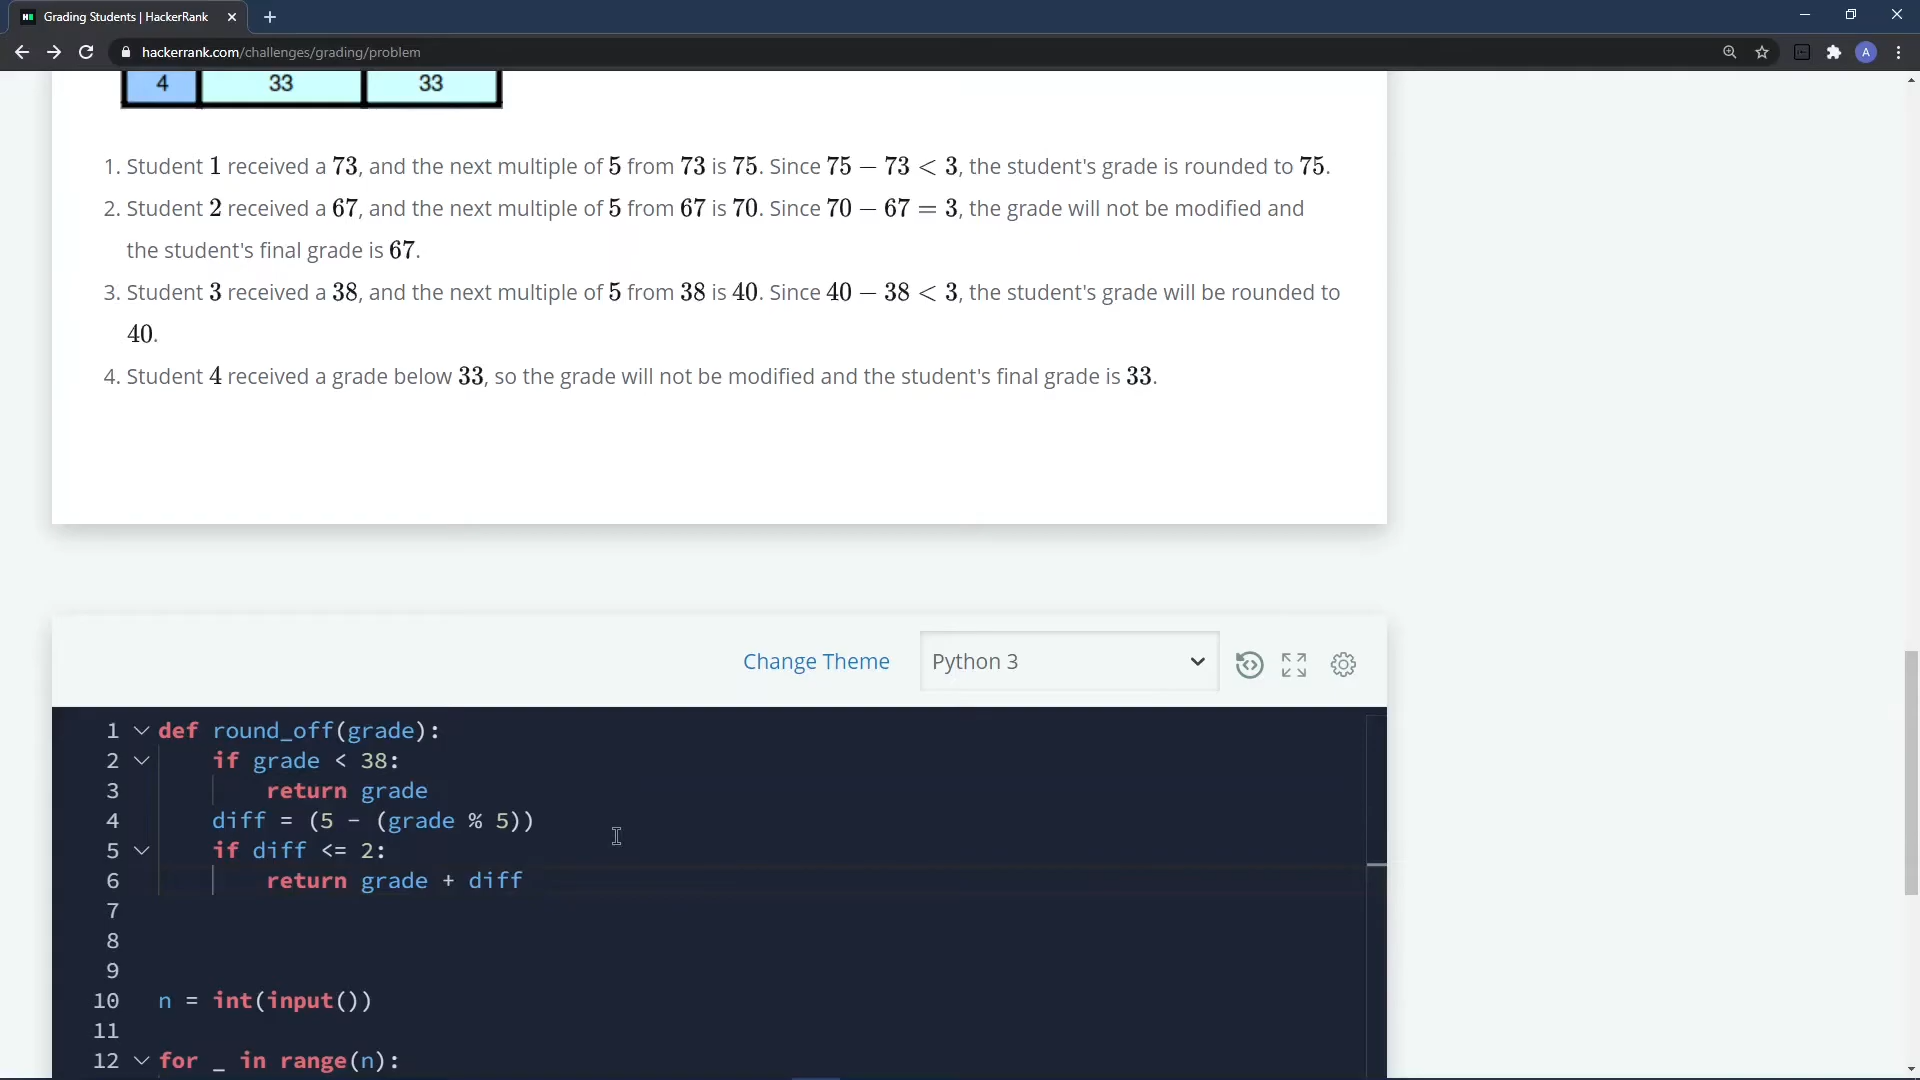 Grading Students | HackerRank
hackerrank.com/challenges/grading/problem
A
4 33 33
1. Student 1 received a 73, and the next multiple of 5 from 73 is 75. Since 75 − 73 < 3, the student's grade is rounded to 75.
2. Student 2 received a 67, and the next multiple of 5 from 67 is 70. Since 70 − 67 = 3, the grade will not be modified and
the student's final grade is 67.
3. Student 3 received a 38, and the next multiple of 5 from 38 is 40. Since 40 − 38 < 3, the student's grade will be rounded to
40.
4. Student 4 received a grade below 33, so the grade will not be modified and the student's final grade is 33.
Change Theme Python 3
1 def round_off(grade):
2 if grade < 38:
3 return grade
4 diff = (5 - (grade % 5))
5 if diff <= 2:
6 return grade + diff
7
8
9
10 n = int(input())
11
12 for _ in range(n):